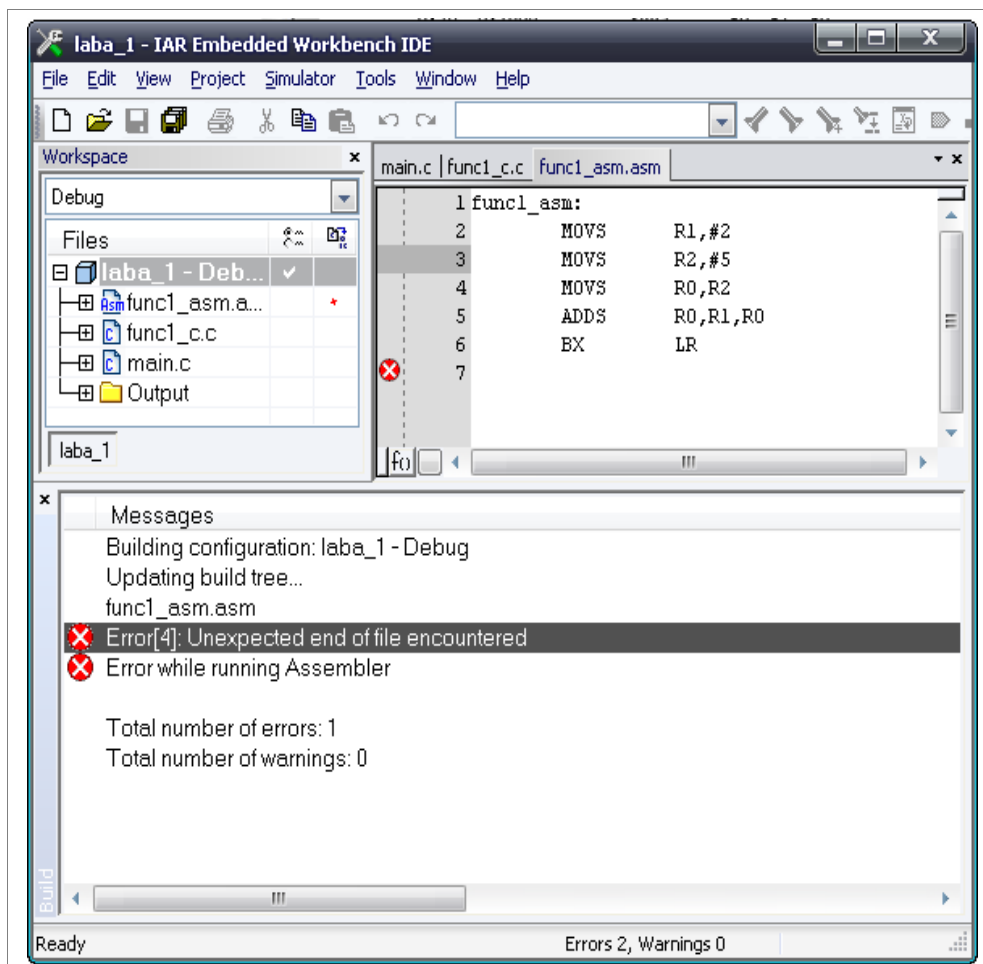 laba_1 - IAR Embedded Workbench IDE
File Edit View Project Simulator Tools Window Help
Workspace
main.c func1_c.c func1_asm.asm
Debug
Files
laba_1 - Deb...
func1_asm.a...
func1_c.c
main.c
Output
laba_1
1 func1_asm:
2 MOVS R1,#2
3 MOVS R2,#5
4 MOVS R0,R2
5 ADDS R0,R1,R0
6 BX LR
7
Messages
Building configuration: laba_1 - Debug
Updating build tree...
func1_asm.asm
Error[4]: Unexpected end of file encountered
Error while running Assembler
Total number of errors: 1
Total number of warnings: 0
Build
Ready Errors 2, Warnings 0